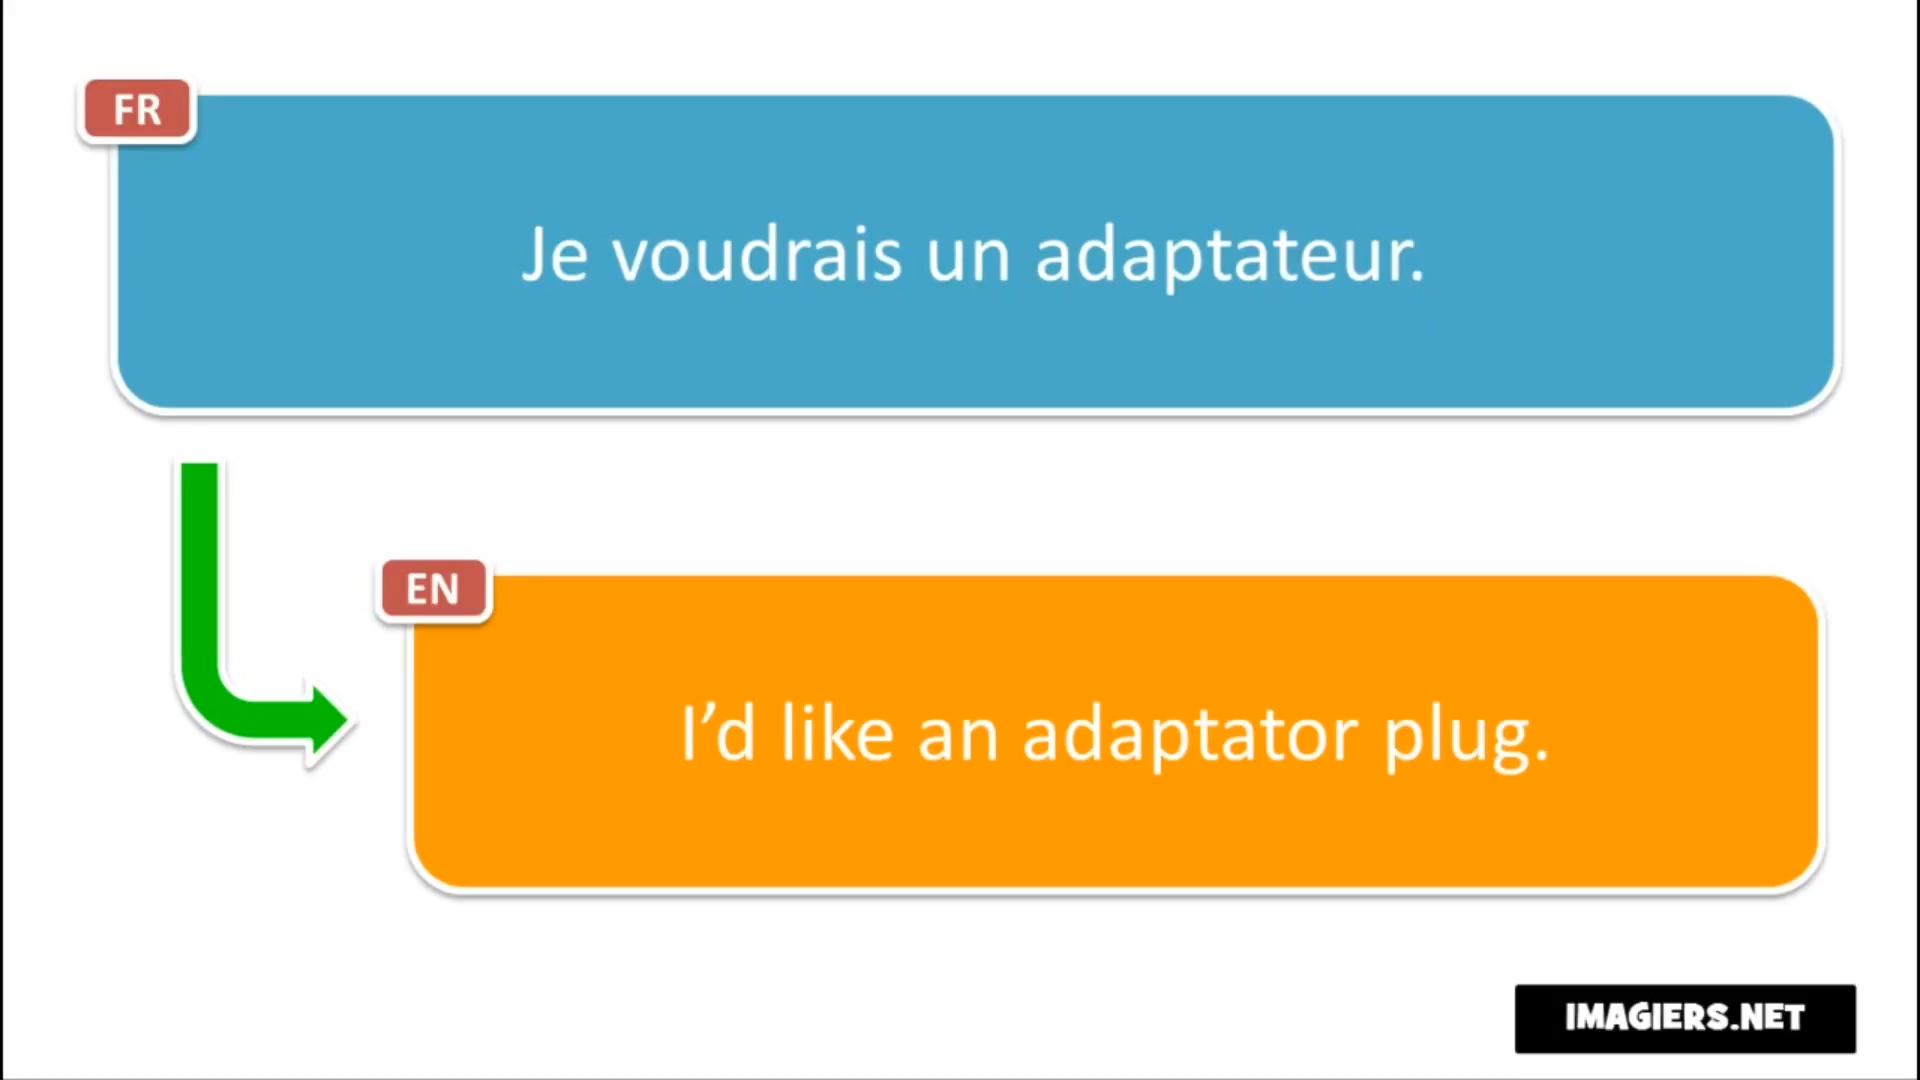 FR
Je voudrais un adaptateur.
EN
I’d like an adaptator plug.
IMAGIERS.NET